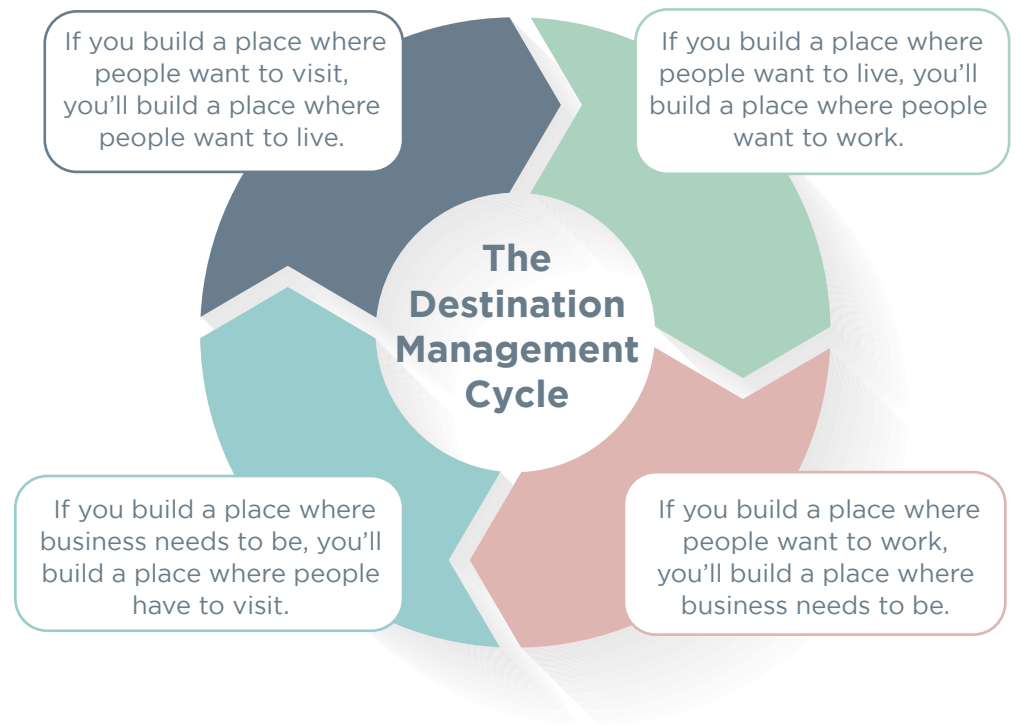 If you build a place where
people want to visit,
you'll build a place where
people want to live.
If you build a place where
people want to live, you'll
build a place where people
want to work.
The
Destination
Management
Cycle
If you build a place where
business needs to be, you'll
build a place where people
have to visit.
If you build a place where
people want to work,
you'll build a place where
business needs to be.